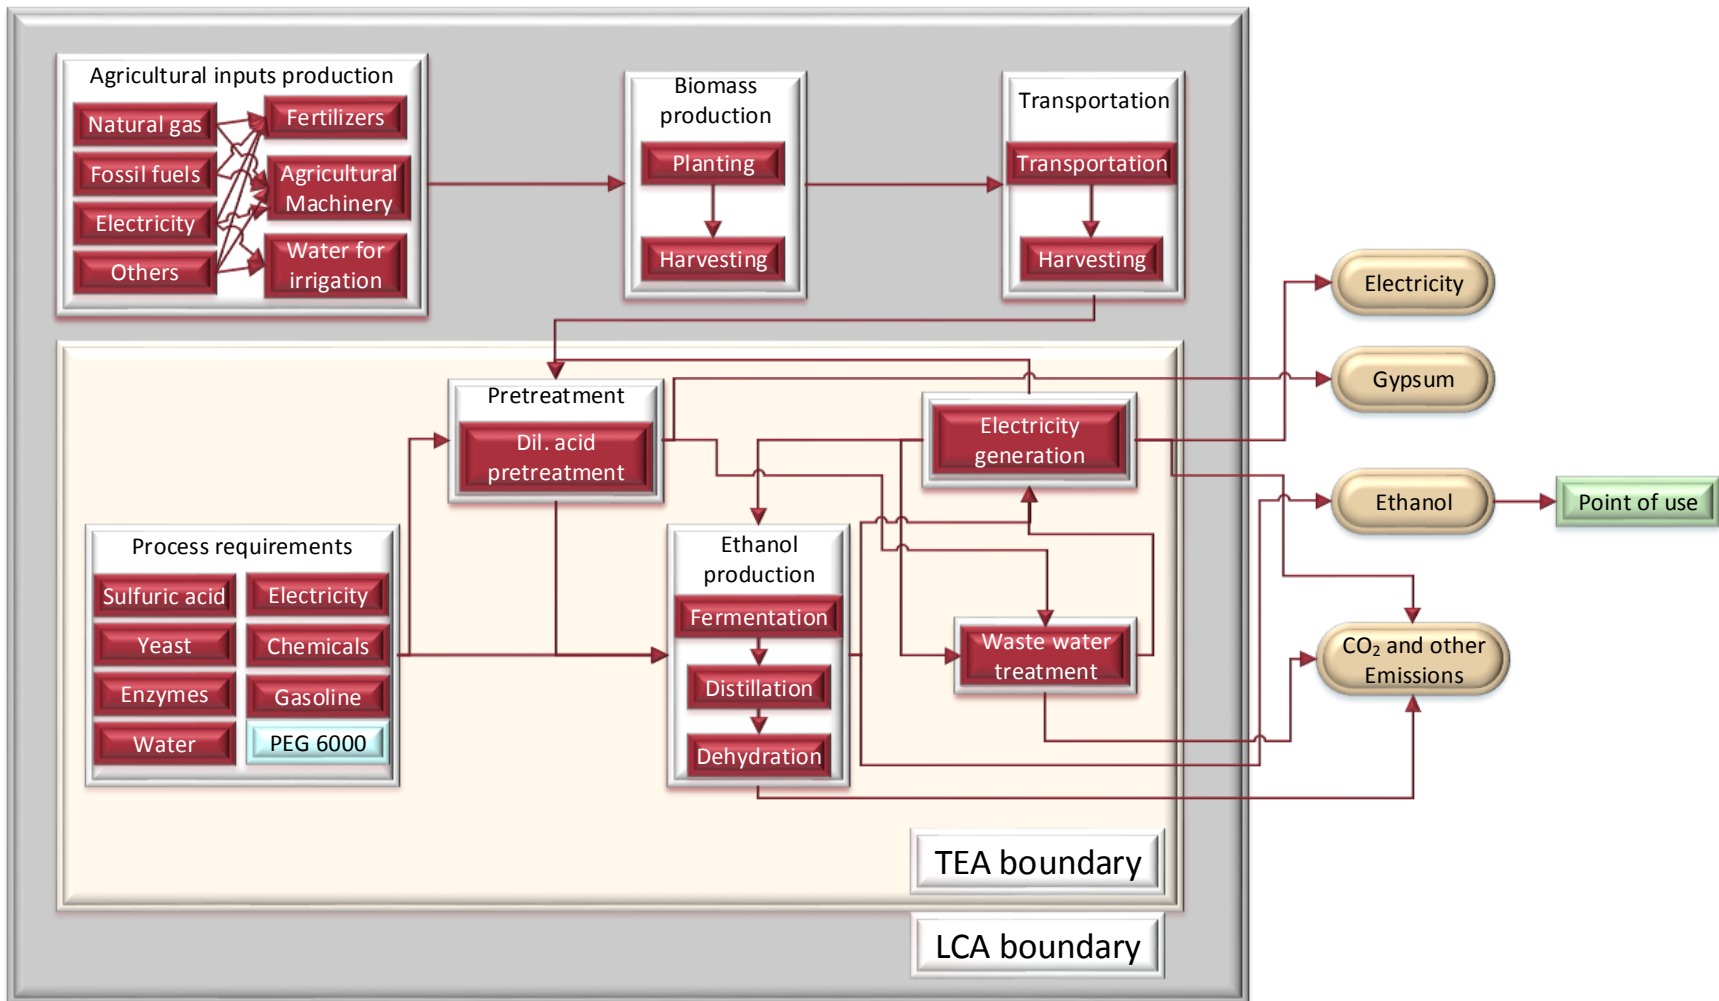 Agricultural inputs production
Natural gas
Fossil fuels
Electricity
Others
Fertilizers
Agricultural
Machinery
Water for
irrigation
Biomass
production
Planting
Harvesting
Transportation
Transportation
Harvesting
Pretreatment
Dil. acid
pretreatment
Electricity
generation
Process requirements
Sulfuric acid
Yeast
Enzymes
Water
Electricity
Chemicals
Gasoline
PEG 6000
Ethanol
production
Fermentation
Distillation
Dehydration
Waste water
treatment
Electricity
Gypsum
Ethanol
Point of use
CO₂ and other
Emissions
TEA boundary
LCA boundary